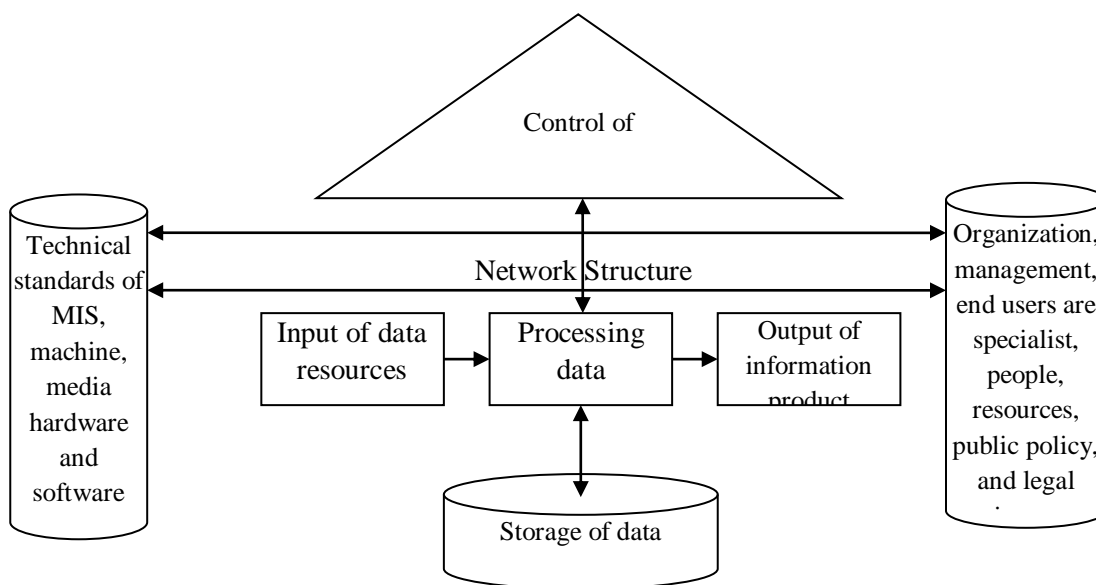 Control of
Technical
standards of
MIS,
machine,
media
hardware
and
software
Network Structure
Input of data
resources
Processing
data
Output of
information
product
Storage of data
Organization,
management,
end users are
specialist,
people,
resources,
public policy,
and legal